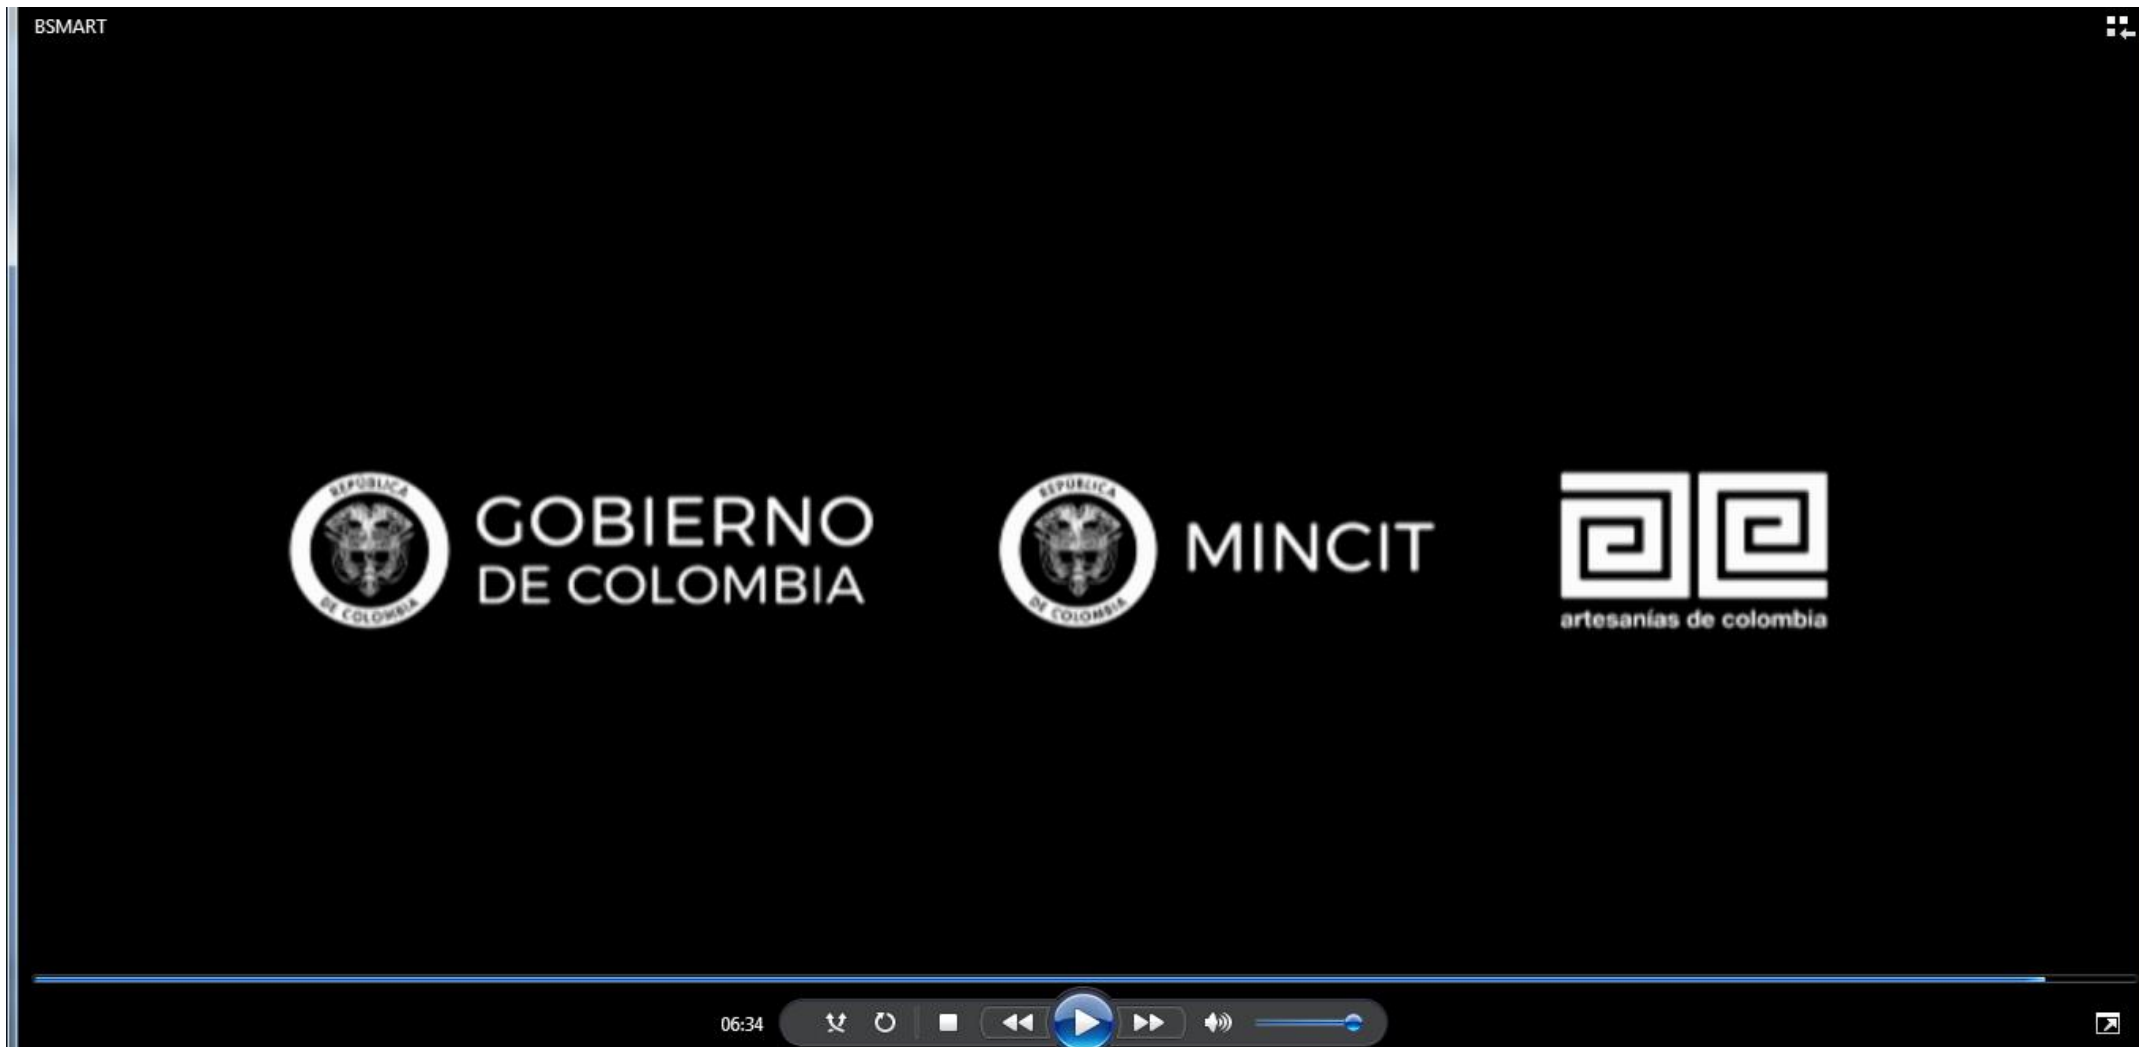 BSMART
REPÚBLICA
DE COLOMBIA
GOBIERNO
DE COLOMBIA
REPÚBLICA
DE COLOMBIA
MINCIT
artesanías de colombia
06:34